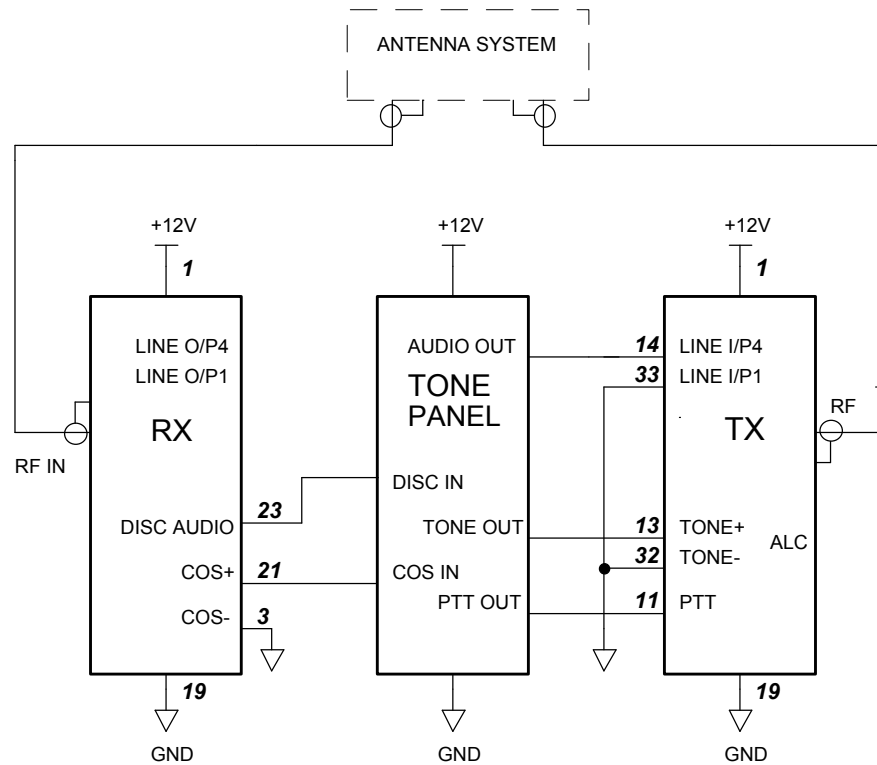 ANTENNA SYSTEM
+12V
1
+12V
+12V
1
LINE O/P4
LINE O/P1
RX
RF IN
DISC AUDIO
23
COS+
21
COS-
3
19
GND
AUDIO OUT
TONE
PANEL
DISC IN
TONE OUT
COS IN
PTT OUT
GND
14
LINE I/P4
33
LINE I/P1
RF
TX
13
TONE+
32
TONE-
ALC
11
PTT
19
GND